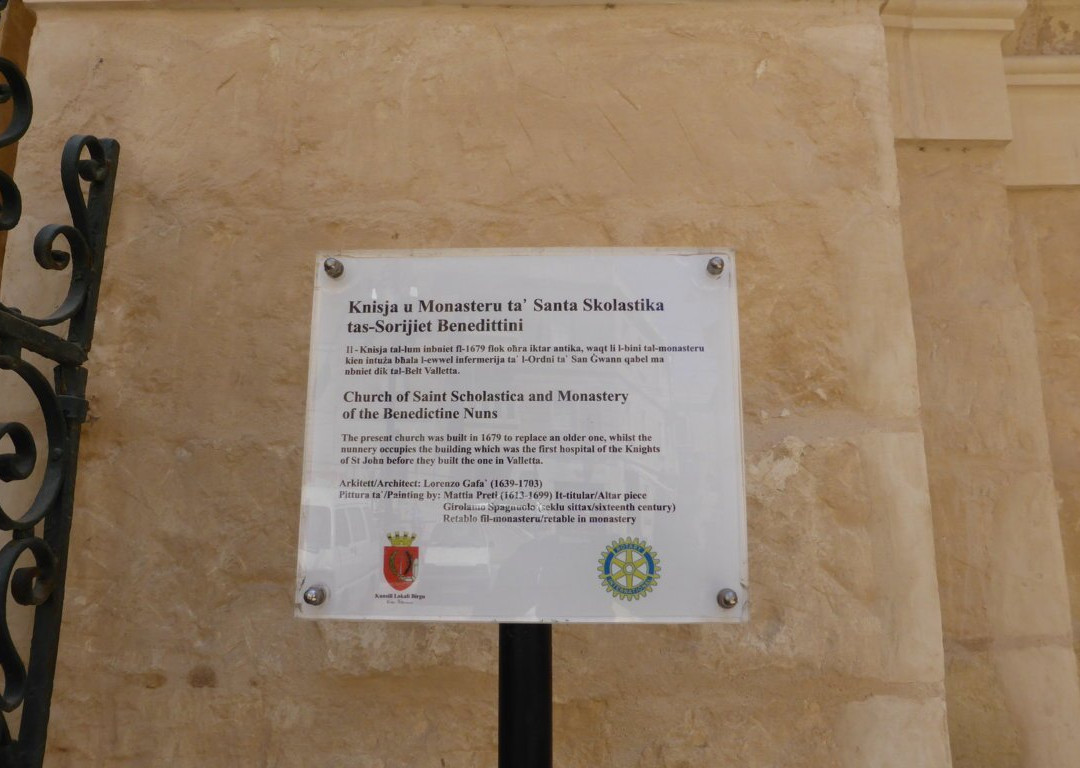 Knisja u Monasteru ta' Santa Skolastika
tas-Sorijiet Benedittini
Il-Knisja tal-lum inbniet fl-1679 flok oħra iktar antika, waqt li l-bini tal-monasteru
kien intuża bħala l-ewwel infermerija ta' l-Ordni ta' San Ġwann qabel ma
nbniet dik tal-Belt Valletta.
Church of Saint Scholastica and Monastery
of the Benedictine Nuns
The present church was built in 1679 to replace an older one, whilst the
nunnery occupies the building which was the first hospital of the Knights
of St John before they built the one in Valletta.
Arkitett/Architect: Lorenzo Gafa' (1639-1703)
Pittura ta'/Painting by: Mattia Preti (1613-1699) It-titular/Altar piece
Girolamo Spagnuolo (seklu sittax/sixteenth century)
Retablo fil-monasteru/retable in monastery
Kunsill Lokali Birgu
ROTARY
INTERNATIONAL